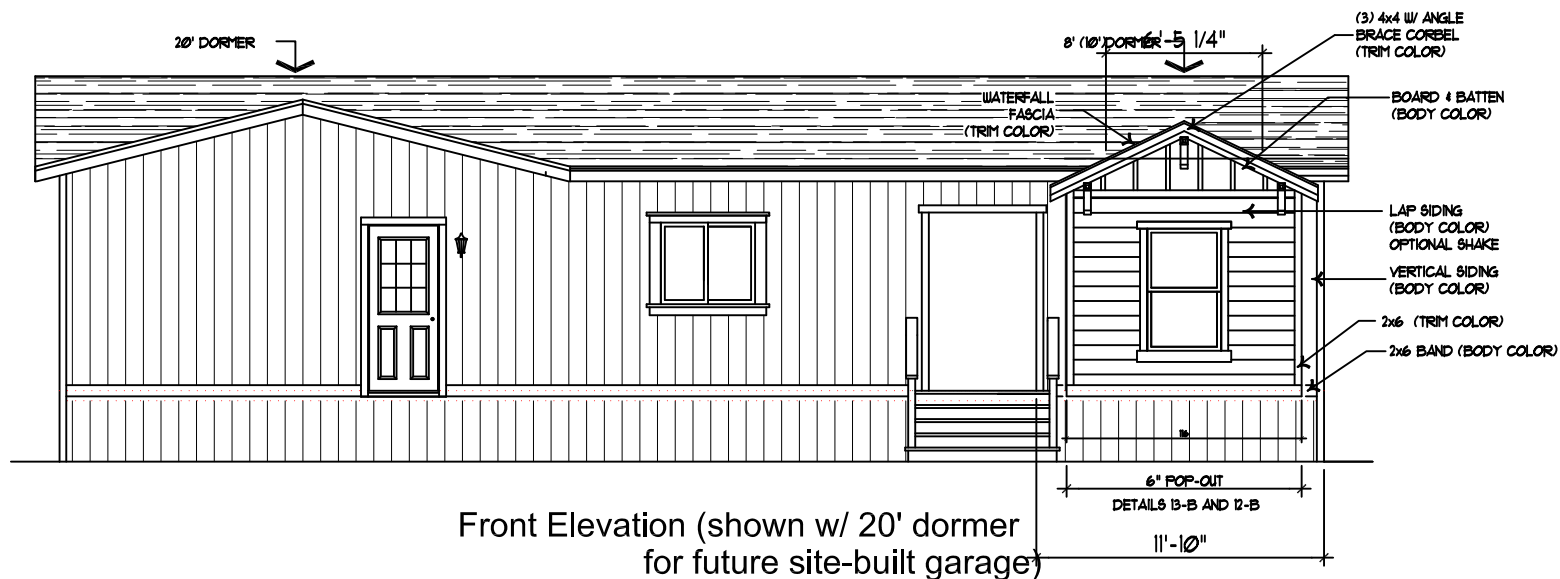 20' DORMER
8' (10') DORMER
6'-5 1/4"
(3) 4x4 W/ ANGLE
BRACE CORBEL
(TRIM COLOR)
WATERFALL
FASCIA
(TRIM COLOR)
BOARD & BATTEN
(BODY COLOR)
LAP SIDING
(BODY COLOR)
OPTIONAL SHAKE
VERTICAL SIDING
(BODY COLOR)
2x6 (TRIM COLOR)
2x6 BAND (BODY COLOR)
6" POP-OUT
DETAILS 13-B AND 12-B
11'-10"
Front Elevation (shown w/ 20' dormer
for future site-built garage)